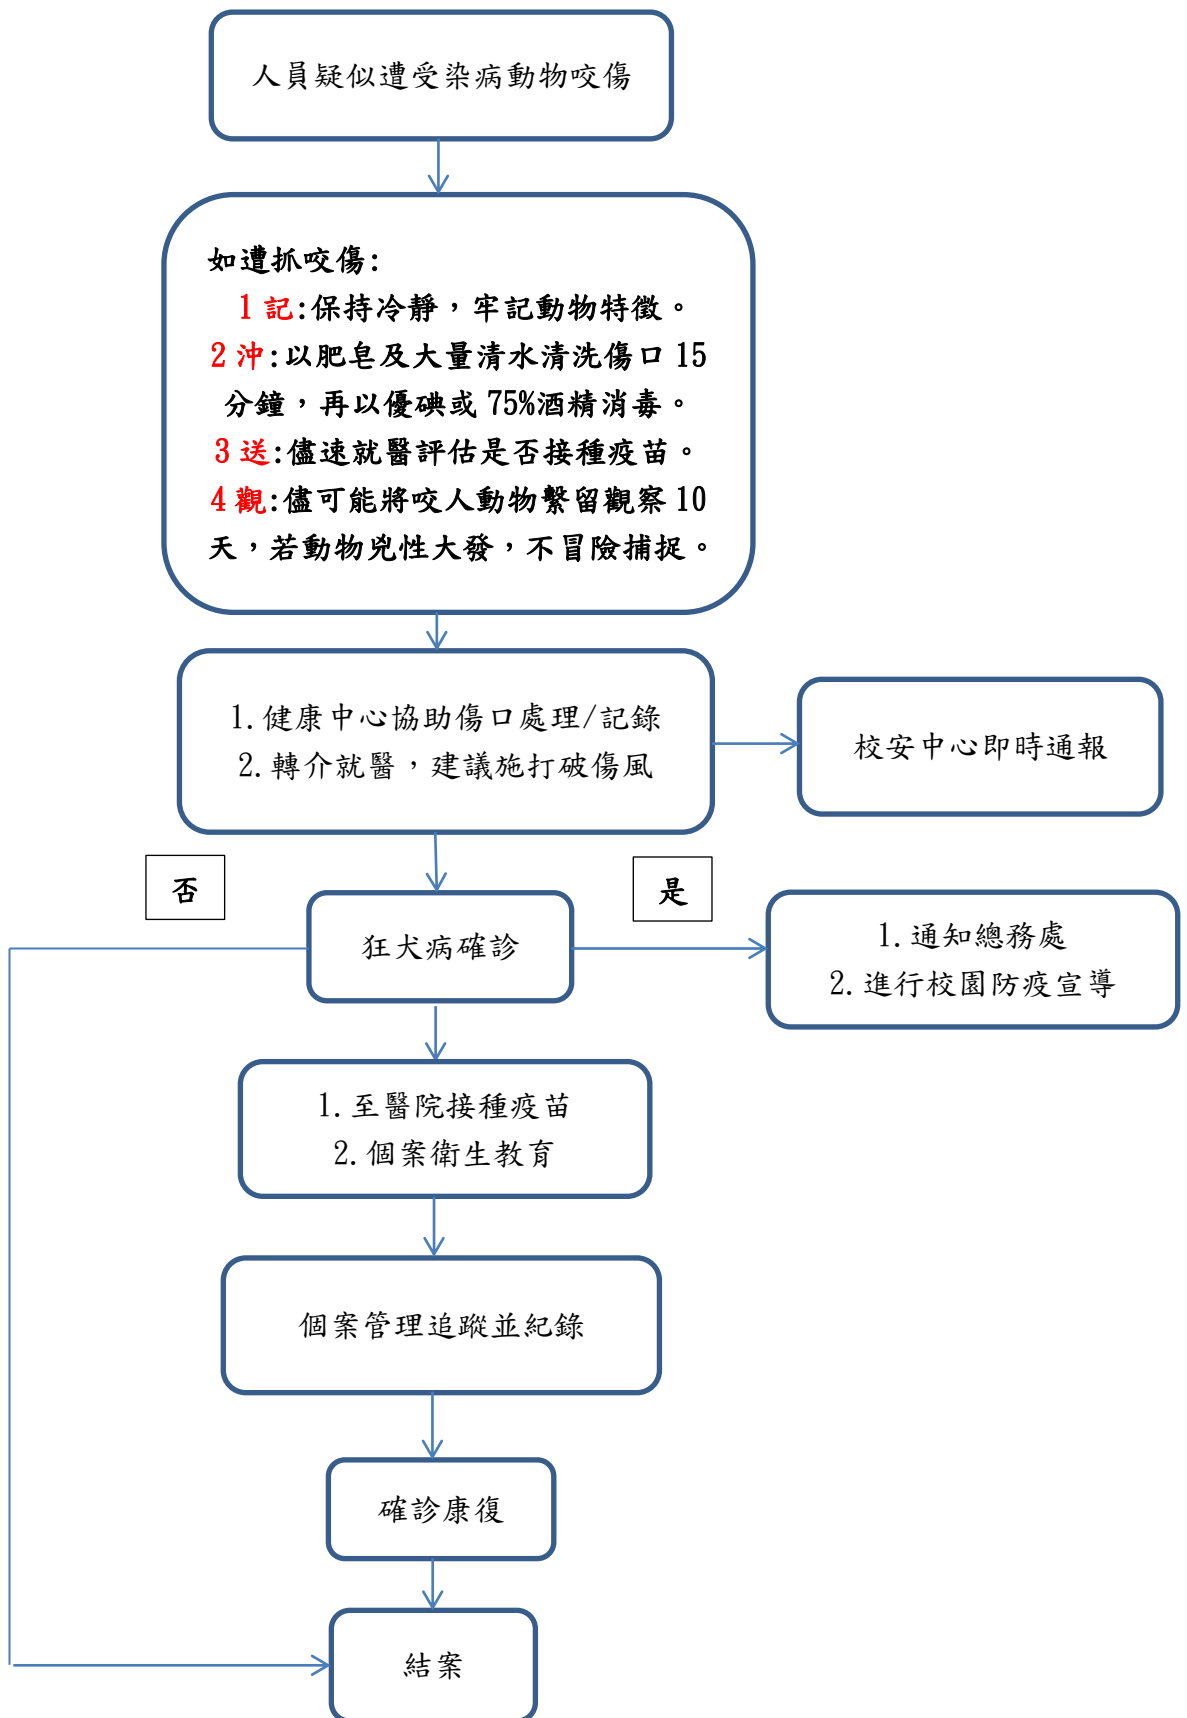 人員疑似遭受染病動物咬傷
如遭抓咬傷:
1記:保持冷靜，牢記動物特徵。
2沖:以肥皂及大量清水清洗傷口15
分鐘，再以優碘或75%酒精消毒。
3送:儘速就醫評估是否接種疫苗。
4觀:儘可能將咬人動物繫留觀察10
天，若動物兇性大發，不冒險捕捉。
1.健康中心協助傷口處理/記錄
2.轉介就醫，建議施打破傷風
校安中心即時通報
否
是
狂犬病確診
1.通知總務處
2.進行校園防疫宣導
1.至醫院接種疫苗
2.個案衛生教育
個案管理追蹤並紀錄
確診康復
結案